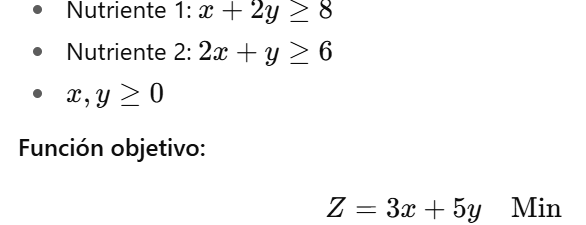 • Nutriente 1: x + 2y ≥ 8
• Nutriente 2: 2x + y ≥ 6
• x, y ≥ 0
Función objetivo:
Z = 3x + 5y Min